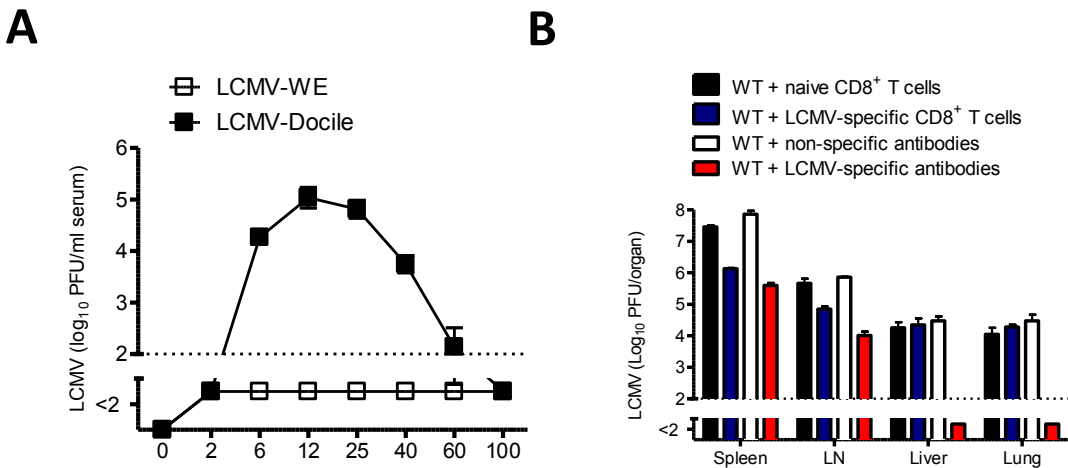 A
LCMV-WE
LCMV-Docile
LCMV (log10 PFU/ml serum)
6
5
4
3
2
<2
0 2 6 12 25 40 60 100
B
WT + naive CD8+ T cells
WT + LCMV-specific CD8+ T cells
WT + non-specific antibodies
WT + LCMV-specific antibodies
LCMV (Log10 PFU/organ)
8
7
6
5
4
3
2
<2
Spleen LN Liver Lung